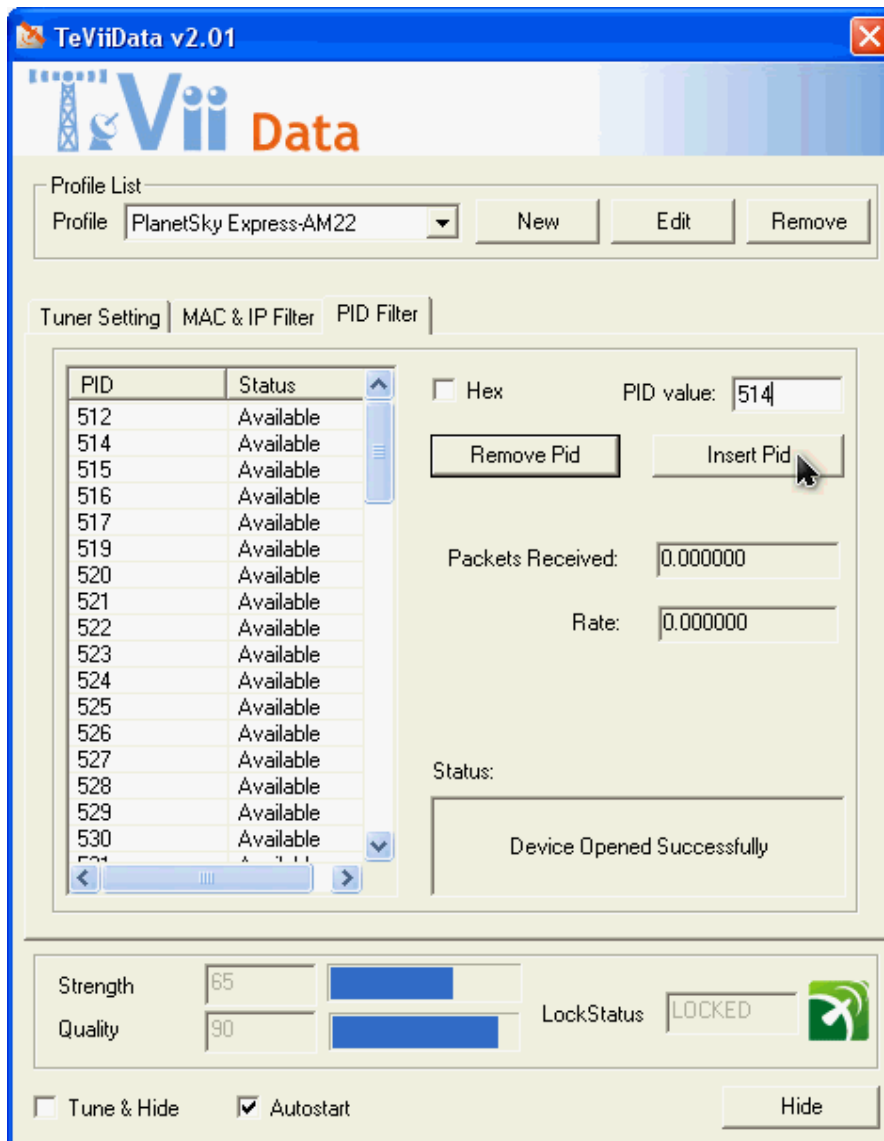 TeViiData v2.01
TeVii Data
Profile List
Profile PlanetSky Express-AM22 New Edit Remove
Tuner Setting MAC & IP Filter PID Filter
PID Status
512 Available
514 Available
515 Available
516 Available
517 Available
519 Available
520 Available
521 Available
522 Available
523 Available
524 Available
525 Available
526 Available
527 Available
528 Available
529 Available
530 Available
Hex PID value: 514
Remove Pid Insert Pid
Packets Received: 0.000000
Rate: 0.000000
Status:
Device Opened Successfully
Strength 65
Quality 90
LockStatus LOCKED
Tune & Hide Autostart Hide